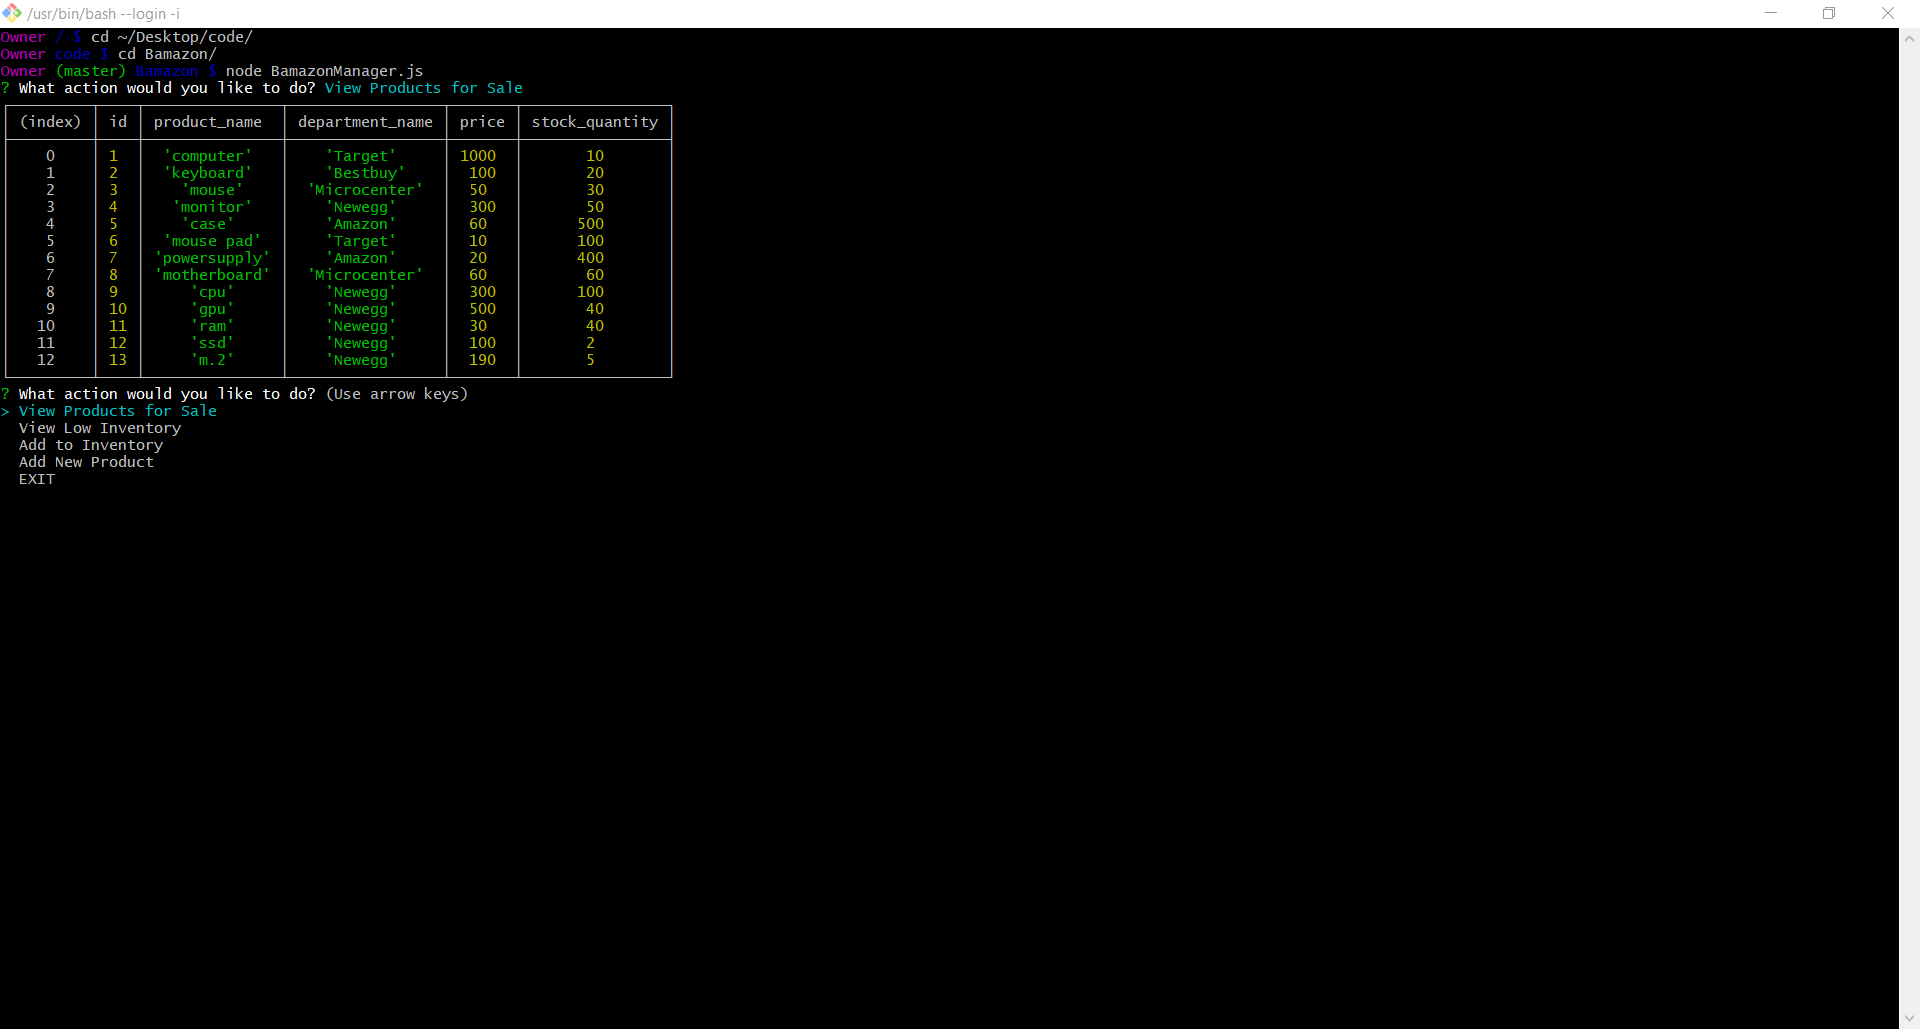 /usr/bin/bash --login -i
Owner / $ cd ~/Desktop/code/
Owner code $ cd Bamazon/
Owner (master) Bamazon $ node BamazonManager.js
? What action would you like to do? View Products for Sale
(index) id product_name department_name price stock_quantity
0 1 'computer' 'Target' 1000 10
1 2 'keyboard' 'Bestbuy' 100 20
2 3 'mouse' 'Microcenter' 50 30
3 4 'monitor' 'Newegg' 300 50
4 5 'case' 'Amazon' 60 500
5 6 'mouse pad' 'Target' 10 100
6 7 'powersupply' 'Amazon' 20 400
7 8 'motherboard' 'Microcenter' 60 60
8 9 'cpu' 'Newegg' 300 100
9 10 'gpu' 'Newegg' 500 40
10 11 'ram' 'Newegg' 30 40
11 12 'ssd' 'Newegg' 100 2
12 13 'm.2' 'Newegg' 190 5
? What action would you like to do? (Use arrow keys)
> View Products for Sale
View Low Inventory
Add to Inventory
Add New Product
EXIT